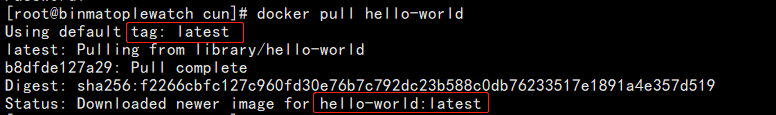 [root@binmatoplewatch cun]# docker pull hello-world
Using default tag: latest
latest: Pulling from library/hello-world
b8dfde127a29: Pull complete
Digest: sha256:f2266cbfc127c960fd30e76b7c792dc23b588c0db76233517e1891a4e357d519
Status: Downloaded newer image for hello-world:latest